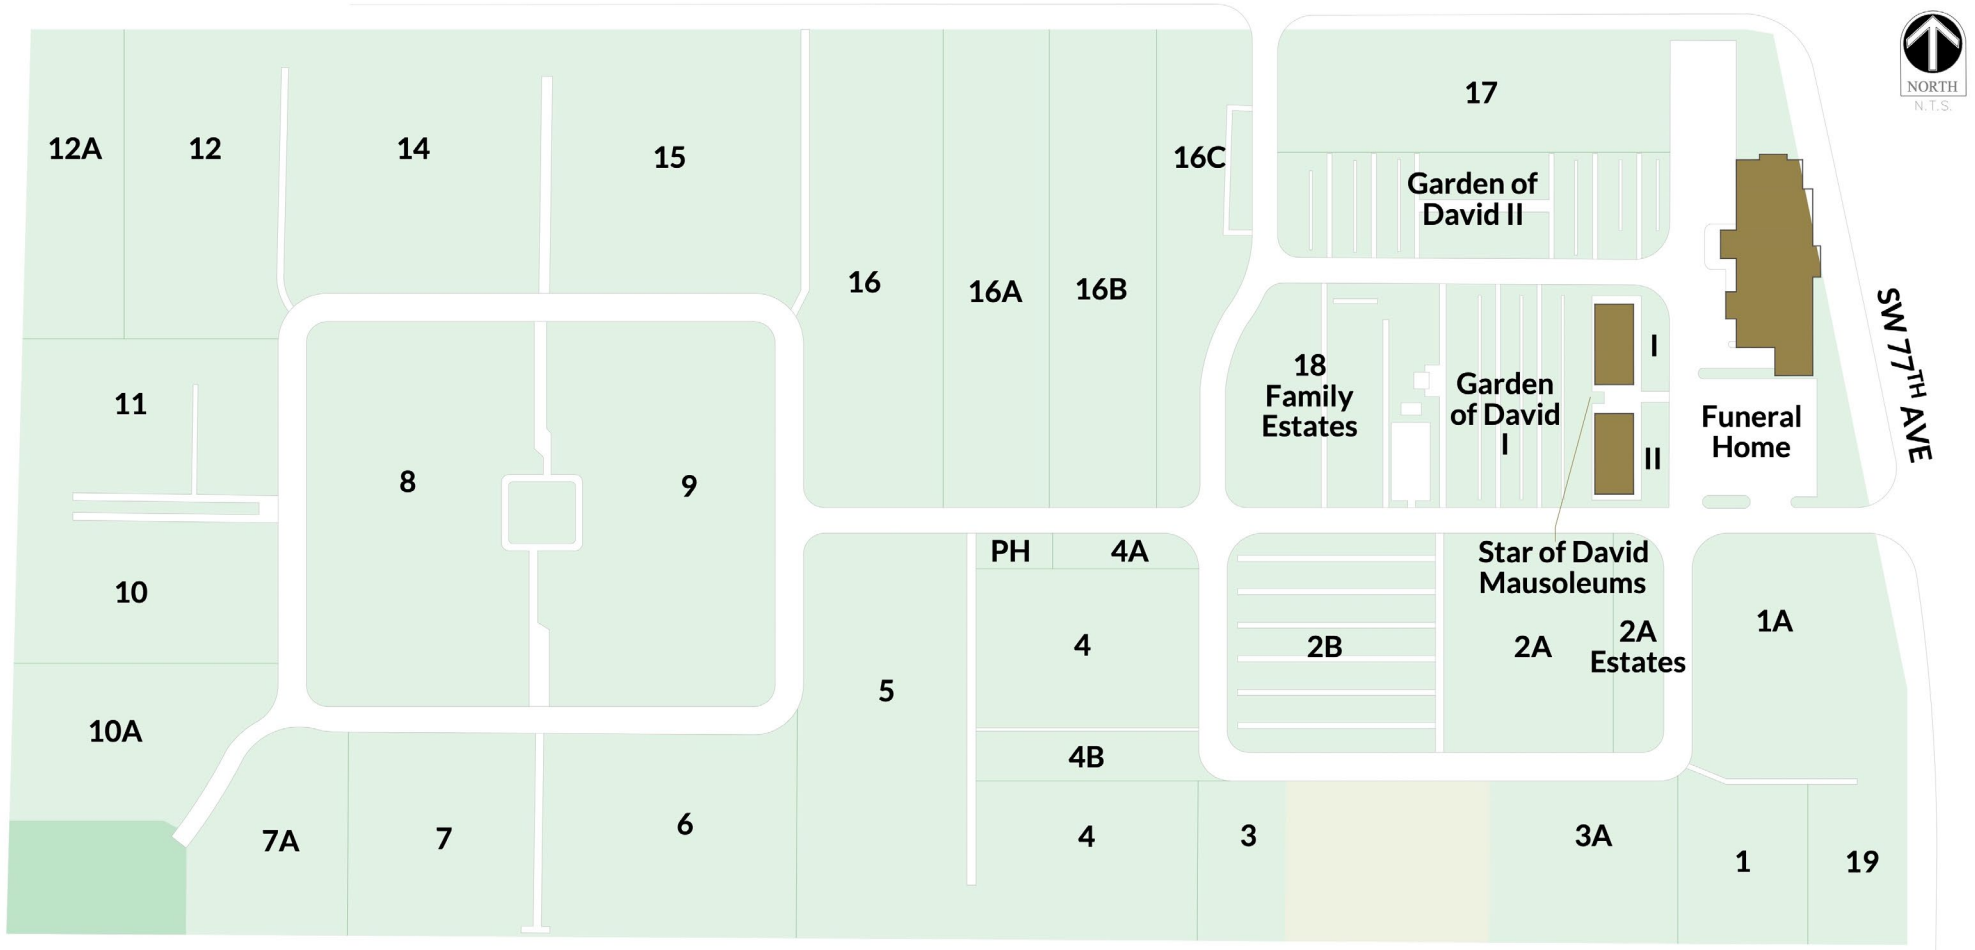 NORTH
N.T.S.
17
12A
12
14
15
16C
Garden of
David II
16
16A
16B
SW 77TH AVE
I
18
Family
Estates
Garden
of David
I
11
Funeral
Home
II
8
9
PH
4A
Star of David
Mausoleums
10
4
2B
2A
2A
Estates
1A
5
10A
4B
7A
7
6
4
3
3A
1
19